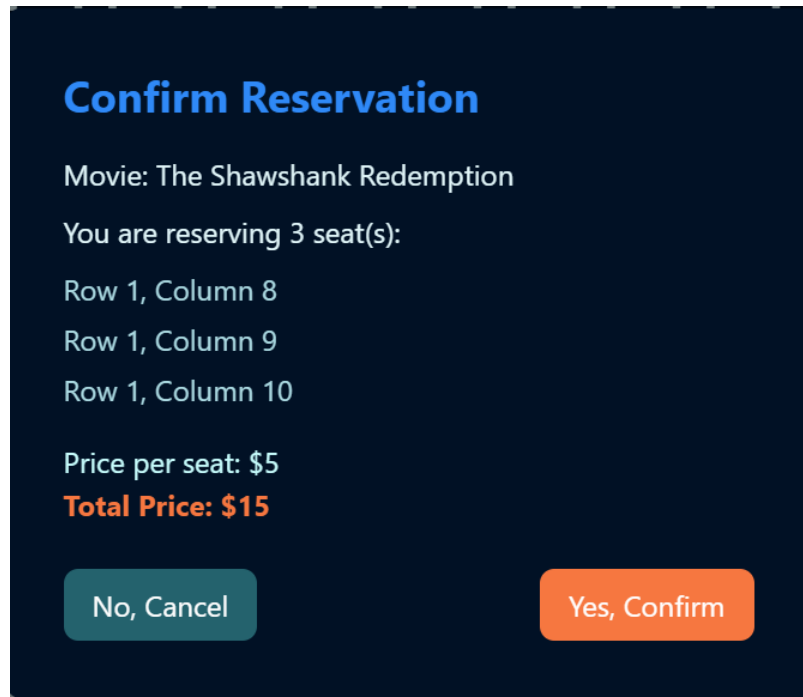 Confirm Reservation
Movie: The Shawshank Redemption
You are reserving 3 seat(s):
Row 1, Column 8
Row 1, Column 9
Row 1, Column 10
Price per seat: $5
Total Price: $15
No, Cancel
Yes, Confirm